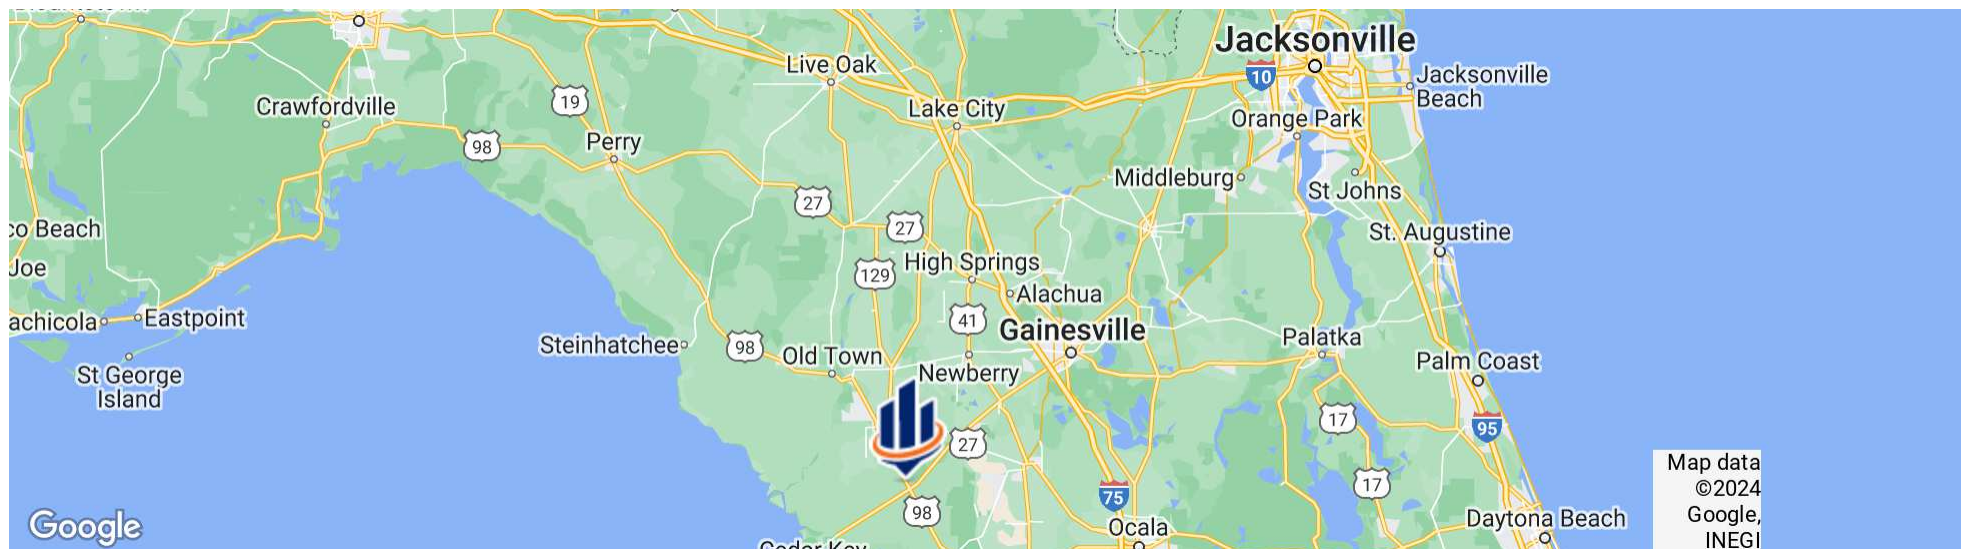 Jacksonville
10
Jacksonville
Beach
Live Oak
19
Crawfordville
Lake City
Orange Park
98
Perry
Middleburg
St Johns
27
27
co Beach
St. Augustine
Joe
129
High Springs
Alachua
achicola
Eastpoint
41
Gainesville
Steinhatchee
98
Old Town
Palatka
Newberry
Palm Coast
St George
Island
17
95
27
17
75
98
Google
Ocala
Daytona Beach
Map data
©2024
Google,
INEGI
Cedar Key